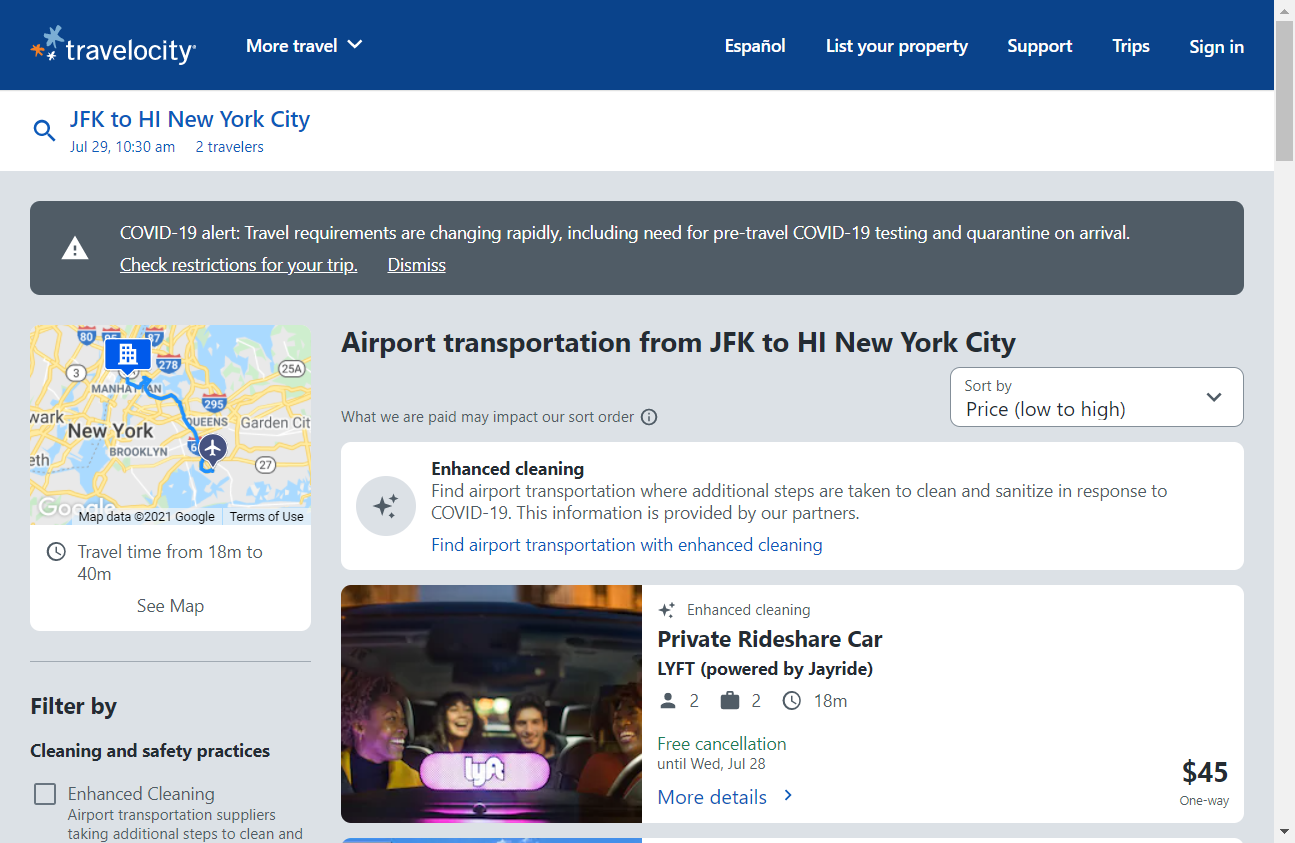 travelocity
More travel
Español
List your property
Support
Trips
Sign in
JFK to HI New York City
Jul 29, 10:30 am 2 travelers
COVID-19 alert: Travel requirements are changing rapidly, including need for pre-travel COVID-19 testing and quarantine on arrival.
Check restrictions for your trip. Dismiss
80
278
3
25A
MANHATTAN
295
wark
QUEENS
Garden Cit
New York
BROOKLYN
eth
27
Google
Map data ©2021 Google
Terms of Use
Travel time from 18m to
40m
See Map
Filter by
Cleaning and safety practices
Enhanced Cleaning
Airport transportation suppliers
taking additional steps to clean and
Airport transportation from JFK to HI New York City
Sort by
Price (low to high)
What we are paid may impact our sort order
Enhanced cleaning
Find airport transportation where additional steps are taken to clean and sanitize in response to
COVID-19. This information is provided by our partners.
Find airport transportation with enhanced cleaning
lyft
Enhanced cleaning
Private Rideshare Car
LYFT (powered by Jayride)
2 2 18m
Free cancellation
until Wed, Jul 28
More details
$45
One-way